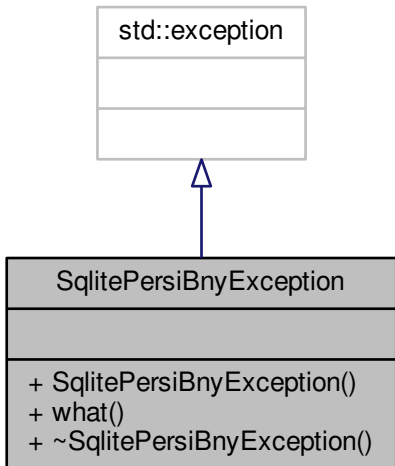 std::exception
SqlitePersiBnyException
+ SqlitePersiBnyException()
+ what()
+ ~SqlitePersiBnyException()